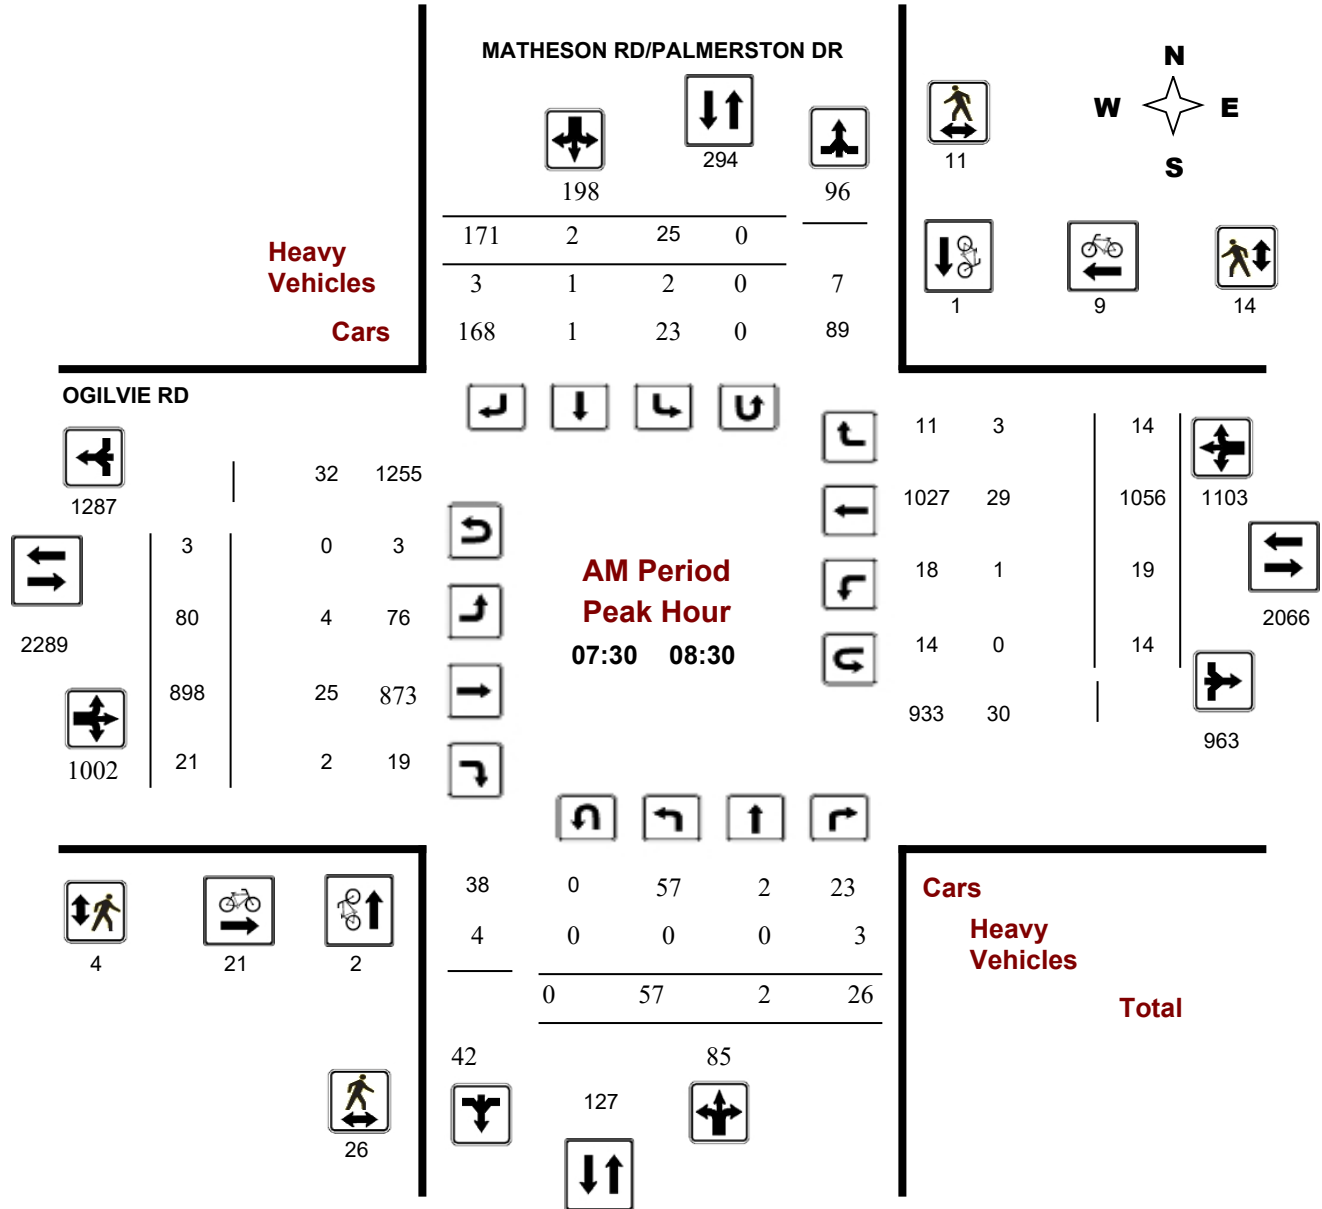 MATHESON RD/PALMERSTON DR
N
W E
S
294
11
198 96
171 2 25 0
Heavy
Vehicles
3 1 2 0 7
Cars
168 1 23 0 89
1 9 14
OGILVIE RD
11 3 14
32 1255
1287
1027 29 1056 1103
3 0 3
AM Period
Peak Hour
07:30 08:30
18 1 19
80 4 76
2289
2066
14 0 14
898 25 873
933 30
963
1002 21 2 19
38 0 57 2 23
Cars
4 0 0 0 3
Heavy
Vehicles
4 21 2
0 57 2 26
Total
42 85
127
26